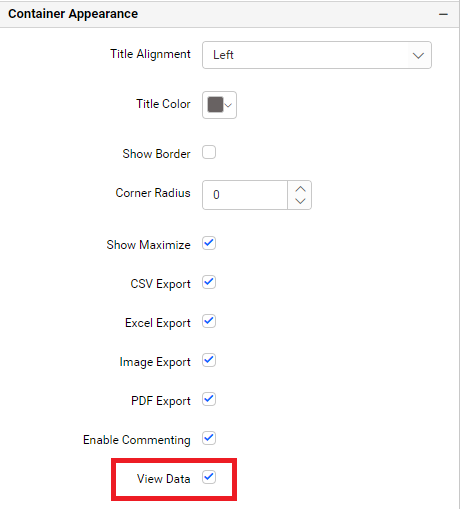 Container Appearance
Title Alignment Left
Title Color
Show Border
Corner Radius 0
Show Maximize
CSV Export
Excel Export
Image Export
PDF Export
Enable Commenting
View Data